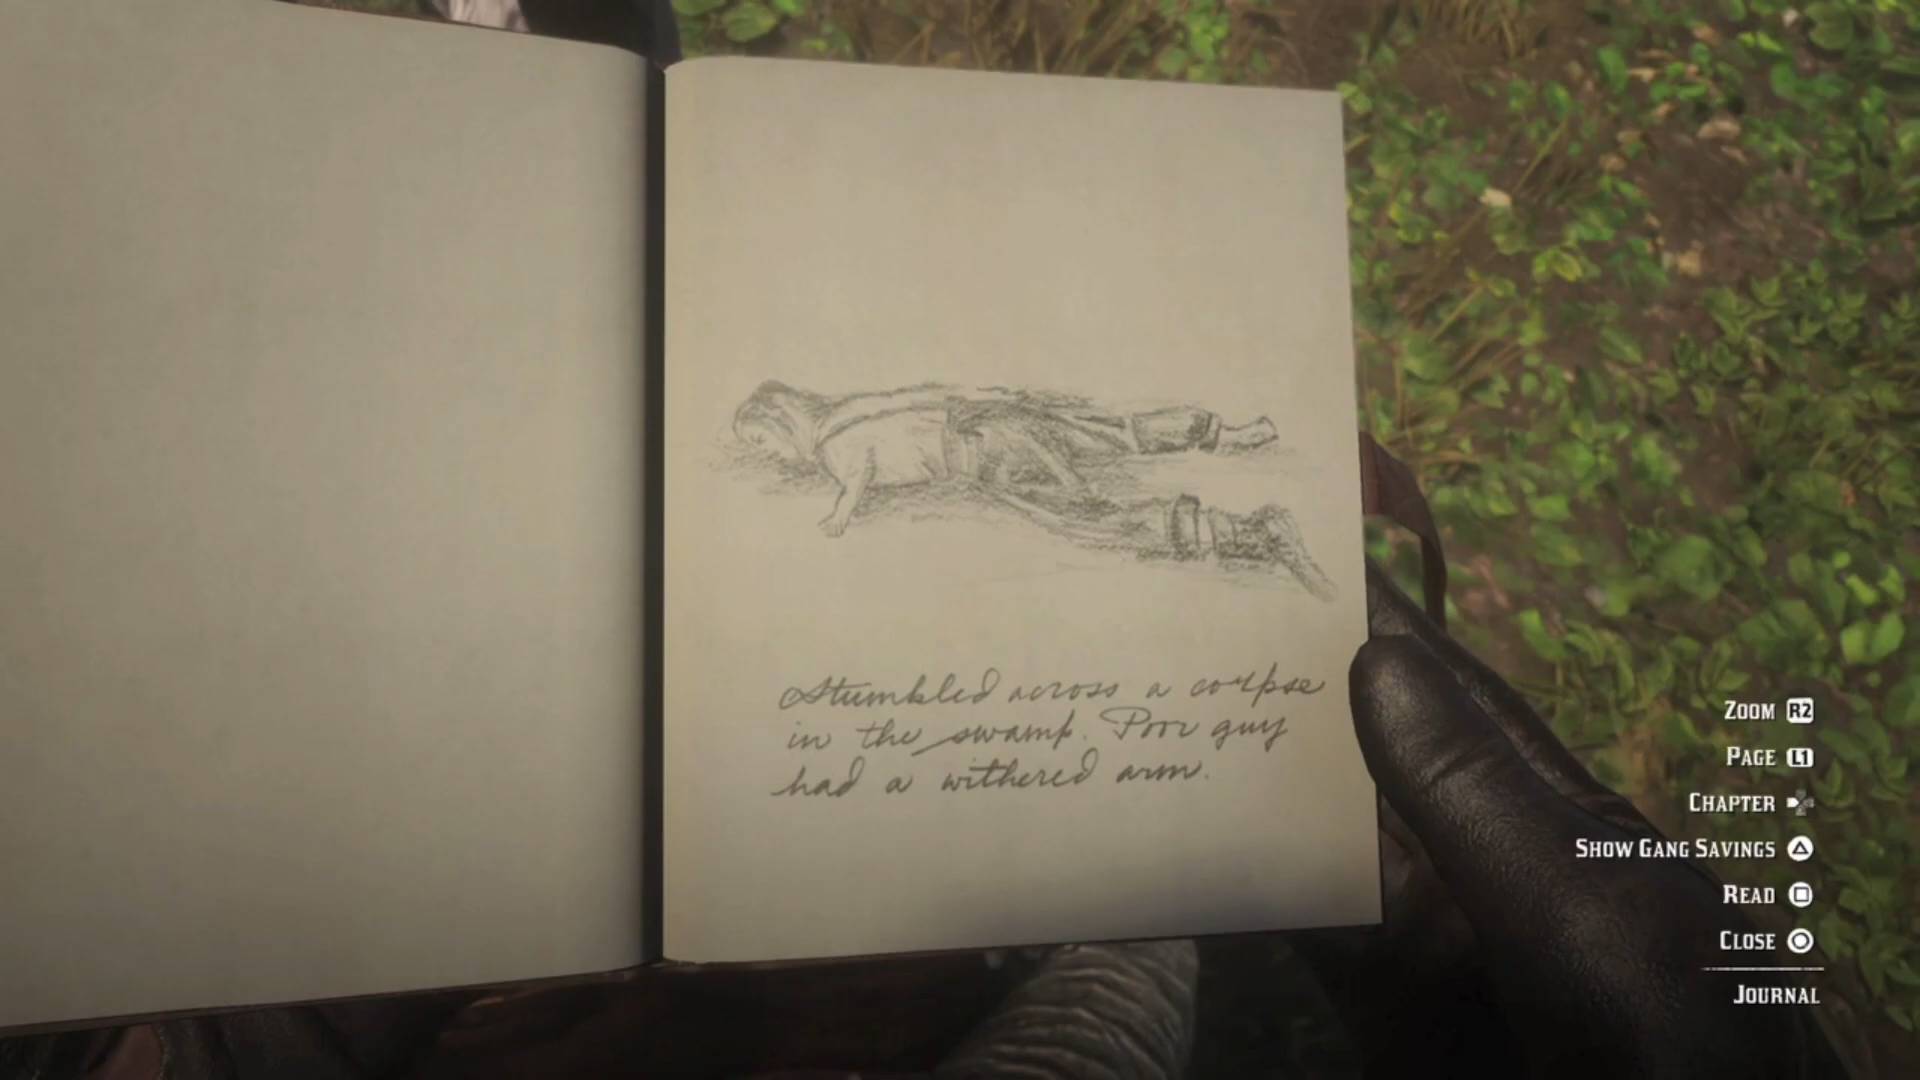 Stumbled across a corpse
in the swamp. Poor guy
had a withered arm.
ZOOM R2
PAGE L1
CHAPTER
SHOW GANG SAVINGS
READ
CLOSE
JOURNAL